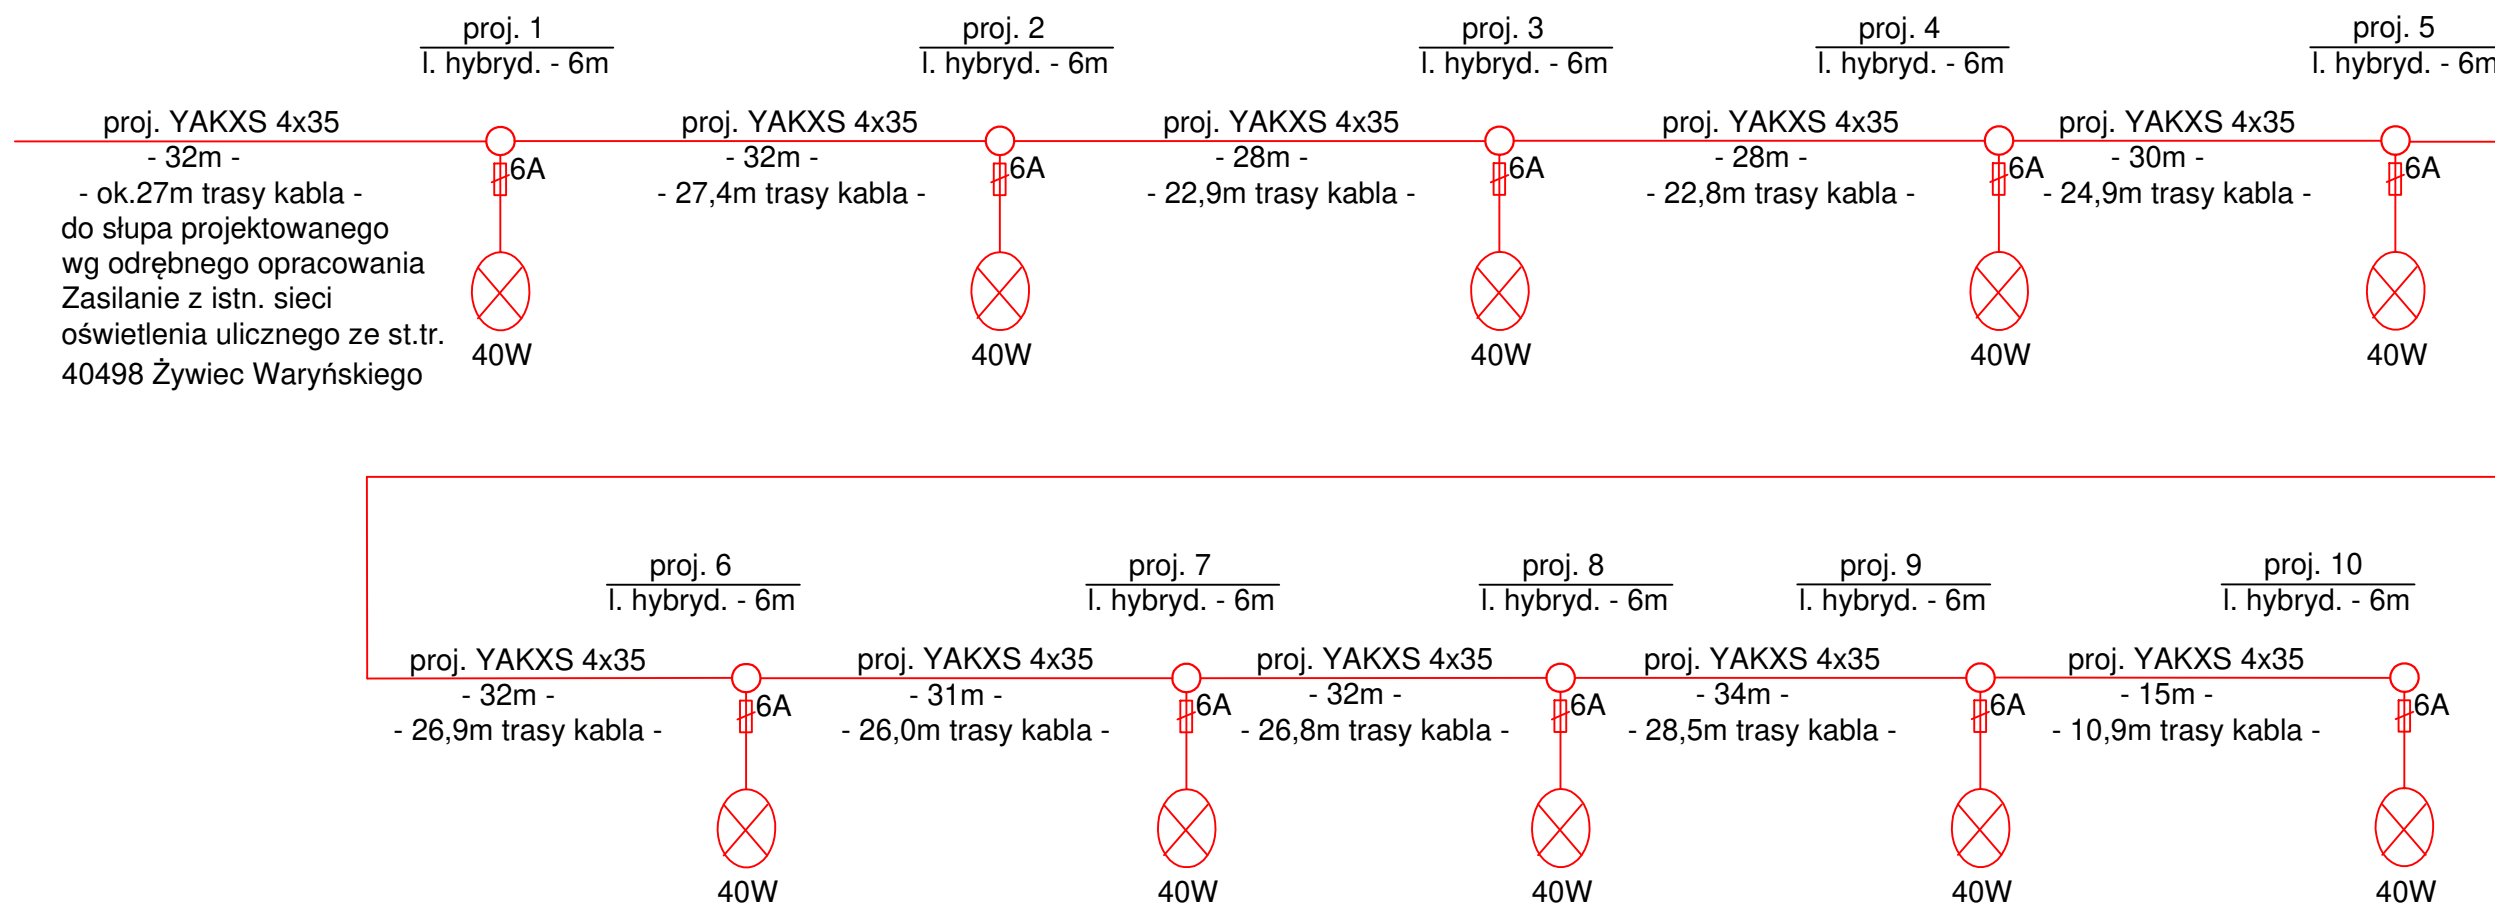 proj. 1
l. hybryd. - 6m
proj. 2
l. hybryd. - 6m
proj. 3
l. hybryd. - 6m
proj. 4
l. hybryd. - 6m
proj. 5
l. hybryd. - 6m
proj. YAKXS 4x35
- 32m -
- ok.27m trasy kabla -
do słupa projektowanego
wg odrębnego opracowania
Zasilanie z istn. sieci
oświetlenia ulicznego ze st.tr.
40498 Żywiec Waryńskiego
6A
40W
proj. YAKXS 4x35
- 32m -
- 27,4m trasy kabla -
6A
40W
proj. YAKXS 4x35
- 28m -
- 22,9m trasy kabla -
6A
40W
proj. YAKXS 4x35
- 28m -
- 22,8m trasy kabla -
6A
40W
proj. YAKXS 4x35
- 30m -
- 24,9m trasy kabla -
6A
40W
proj. 6
l. hybryd. - 6m
proj. 7
l. hybryd. - 6m
proj. 8
l. hybryd. - 6m
proj. 9
l. hybryd. - 6m
proj. 10
l. hybryd. - 6m
proj. YAKXS 4x35
- 32m -
- 26,9m trasy kabla -
6A
40W
proj. YAKXS 4x35
- 31m -
- 26,0m trasy kabla -
6A
40W
proj. YAKXS 4x35
- 32m -
- 26,8m trasy kabla -
6A
40W
proj. YAKXS 4x35
- 34m -
- 28,5m trasy kabla -
6A
40W
proj. YAKXS 4x35
- 15m -
- 10,9m trasy kabla -
6A
40W